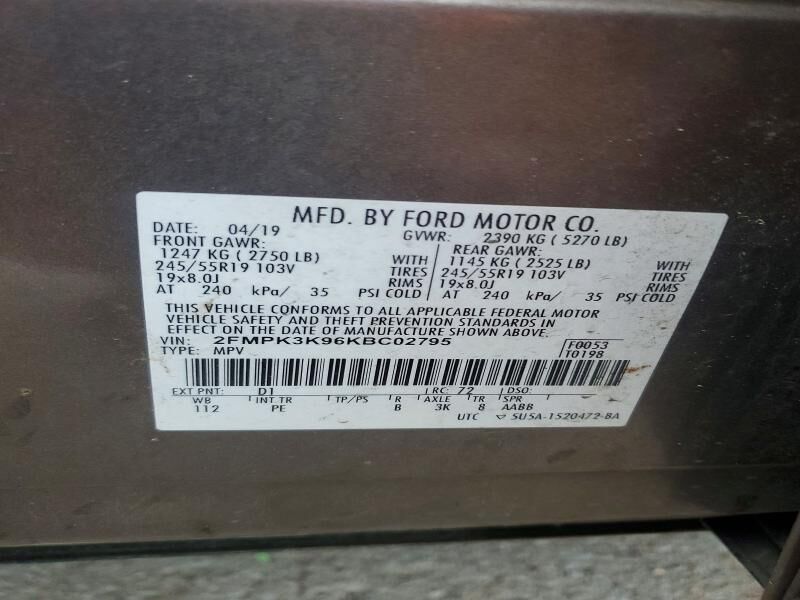 MFD. BY FORD MOTOR CO.
DATE: 04/19 GVWR: 2390 KG ( 5270 LB)
FRONT GAWR: REAR GAWR:
1247 KG ( 2750 LB) WITH 1145 KG ( 2525 LB) WITH
245/55R19 103V TIRES 245/55R19 103V TIRES
19x8.0J RIMS 19x8.0J RIMS
AT 240 kPa/ 35 PSI COLD AT 240 kPa/ 35 PSI COLD
THIS VEHICLE CONFORMS TO ALL APPLICABLE FEDERAL MOTOR
VEHICLE SAFETY AND THEFT PREVENTION STANDARDS IN
EFFECT ON THE DATE OF MANUFACTURE SHOWN ABOVE.
VIN: 2FMPK3K96KBC02795 F0053
TYPE: MPV T0198
EXT PNT: D1 RC: 72 DSO:
WB INT TR TP/PS R AXLE TR SPR
112 PE B 3K 8 AABB
UTC 5U5A-1520472-BA